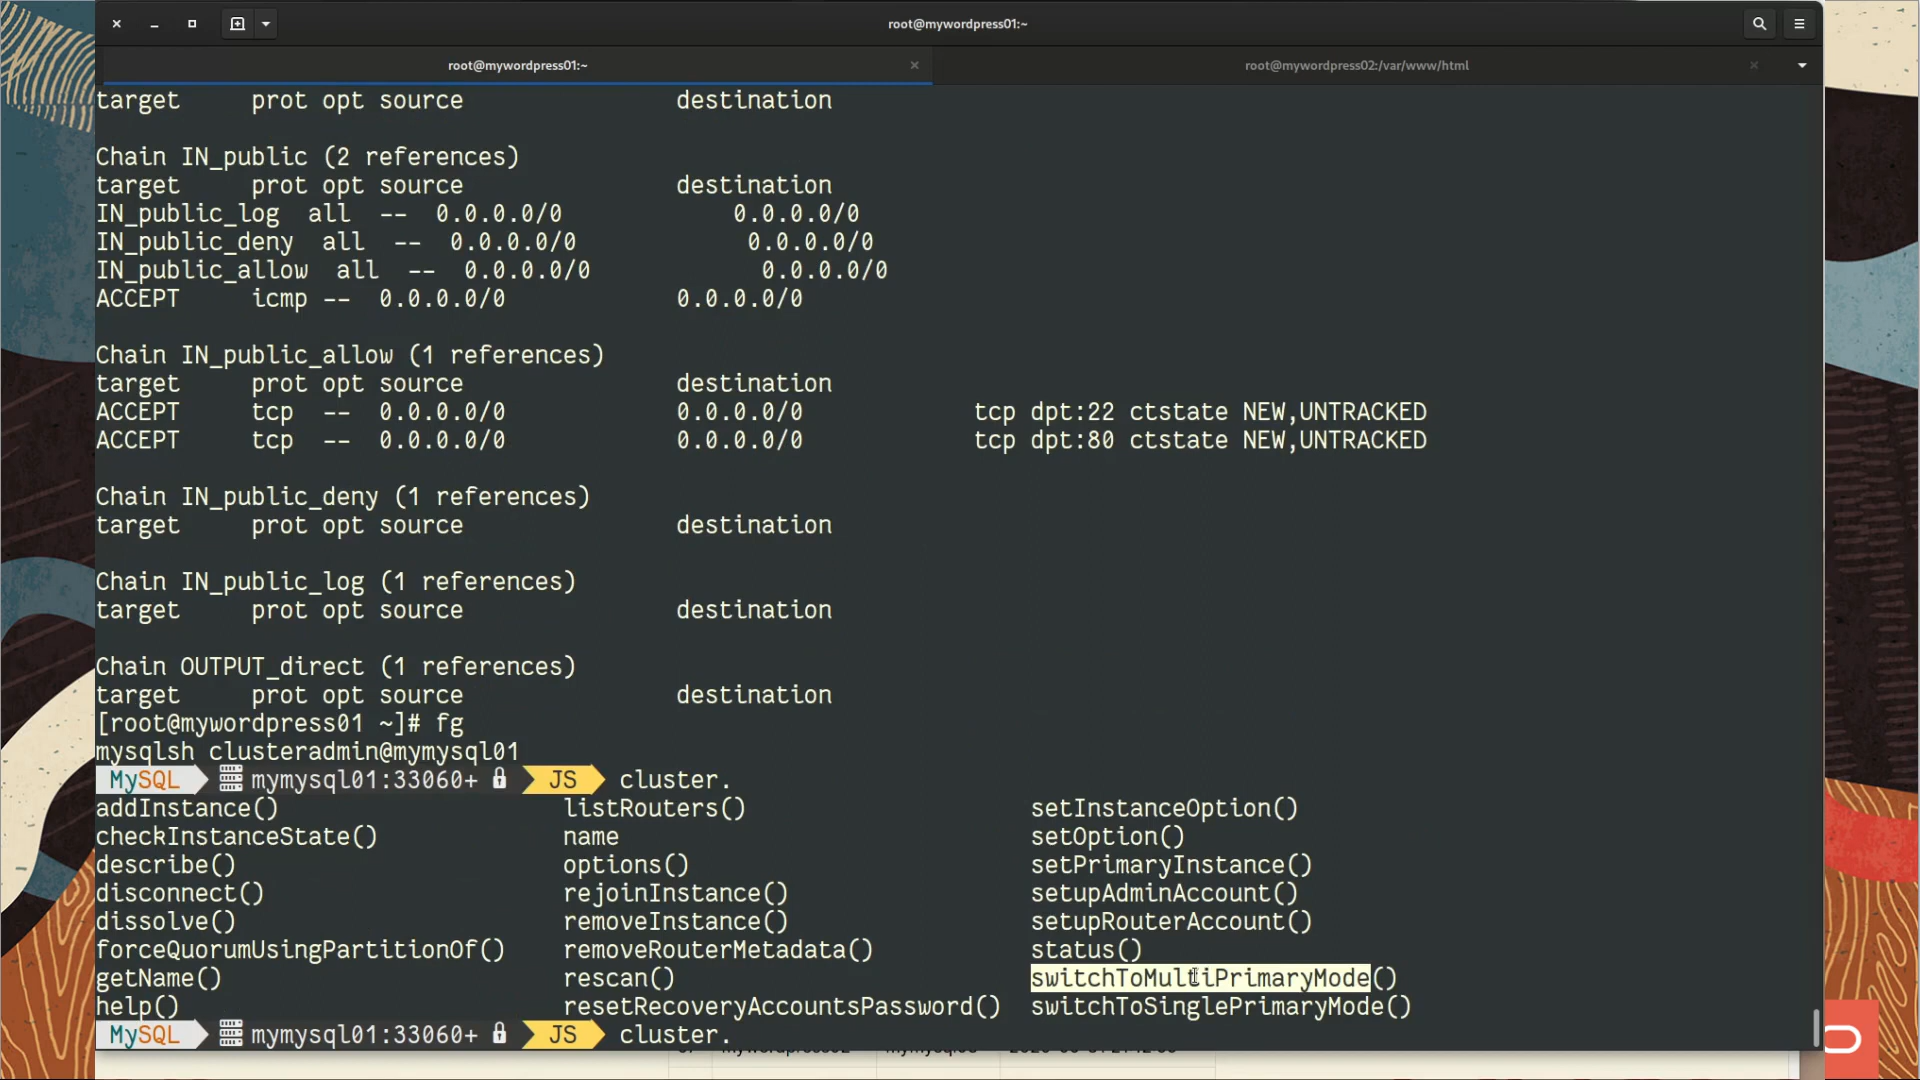 root@mywordpress01:~
root@mywordpress01:~
root@mywordpress02:/var/www/html
target     prot opt source               destination
Chain IN_public (2 references)
target     prot opt source               destination
IN_public_log  all  --  0.0.0.0/0            0.0.0.0/0
IN_public_deny  all  --  0.0.0.0/0            0.0.0.0/0
IN_public_allow  all  --  0.0.0.0/0            0.0.0.0/0
ACCEPT     icmp --  0.0.0.0/0            0.0.0.0/0
Chain IN_public_allow (1 references)
target     prot opt source               destination
ACCEPT     tcp  --  0.0.0.0/0            0.0.0.0/0            tcp dpt:22 ctstate NEW,UNTRACKED
ACCEPT     tcp  --  0.0.0.0/0            0.0.0.0/0            tcp dpt:80 ctstate NEW,UNTRACKED
Chain IN_public_deny (1 references)
target     prot opt source               destination
Chain IN_public_log (1 references)
target     prot opt source               destination
Chain OUTPUT_direct (1 references)
target     prot opt source               destination
[root@mywordpress01 ~]# fg
mysqlsh clusteradmin@mymysql01
MySQL mymysql01:33060+ JS cluster.
addInstance()                    listRouters()                    setInstanceOption()
checkInstanceState()             name                             setOption()
describe()                       options()                        setPrimaryInstance()
disconnect()                     rejoinInstance()                 setupAdminAccount()
dissolve()                       removeInstance()                 setupRouterAccount()
forceQuorumUsingPartitionOf()    removeRouterMetadata()           status()
getName()                        rescan()                         switchToMultiPrimaryMode()
help()                           resetRecoveryAccountsPassword()  switchToSinglePrimaryMode()
MySQL mymysql01:33060+ JS cluster.